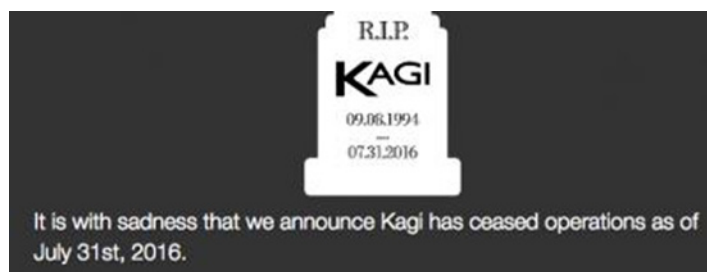 R.I.P.
KAGI
09.08.1994
—
07.31.2016
It is with sadness that we announce Kagi has ceased operations as of
July 31st, 2016.